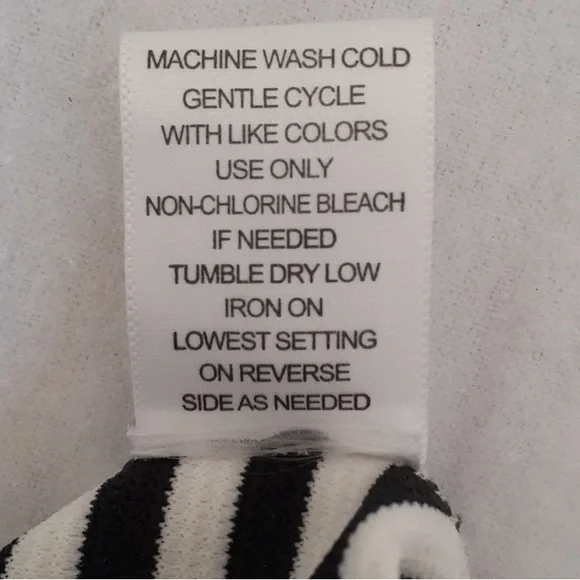 MACHINE WASH COLD
GENTLE CYCLE
WITH LIKE COLORS
USE ONLY
NON-CHLORINE BLEACH
IF NEEDED
TUMBLE DRY LOW
IRON ON
LOWEST SETTING
ON REVERSE
SIDE AS NEEDED